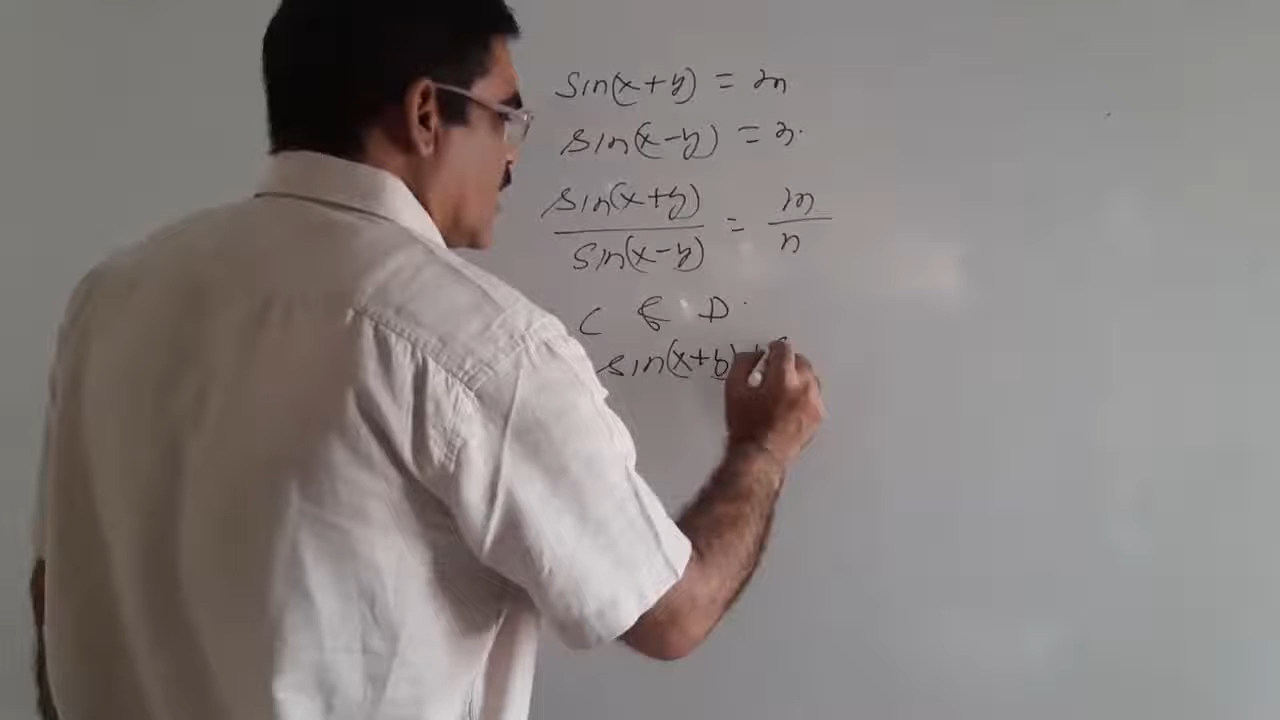 sin(x+y) = m
sin(x-y) = n.
sin(x+y)/sin(x-y) = m/n
C & D.
sin(x+y) +